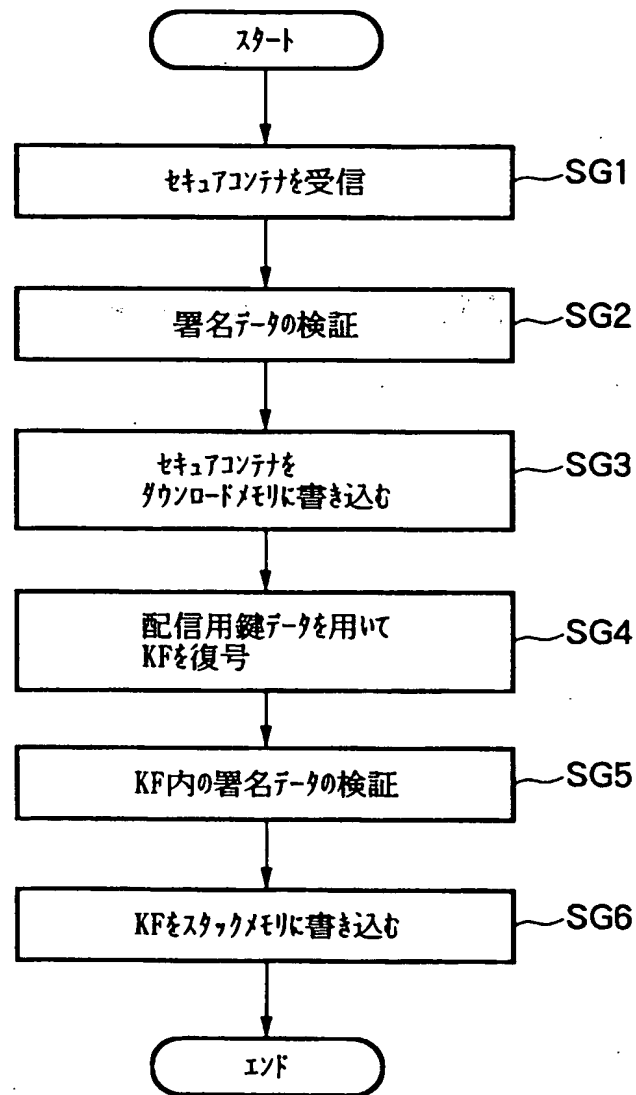 スタート
セキュアコンテナを受信
SG1
署名データの検証
SG2
セキュアコンテナを
ダウンロードメモリに書き込む
SG3
配信用鍵データを用いて
KFを復号
SG4
KF内の署名データの検証
SG5
KFをスタックメモリに書き込む
SG6
エンド